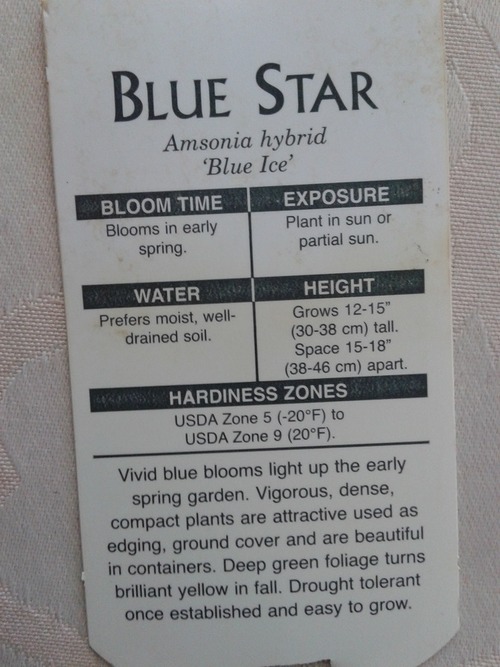 BLUE STAR
Amsonia hybrid
‘Blue Ice’
BLOOM TIME
Blooms in early
spring.
EXPOSURE
Plant in sun or
partial sun.
WATER
Prefers moist, well-
drained soil.
HEIGHT
Grows 12-15”
(30-38 cm) tall.
Space 15-18”
(38-46 cm) apart.
HARDINESS ZONES
USDA Zone 5 (-20°F) to
USDA Zone 9 (20°F).
Vivid blue blooms light up the early
spring garden. Vigorous, dense,
compact plants are attractive used as
edging, ground cover and are beautiful
in containers. Deep green foliage turns
brilliant yellow in fall. Drought tolerant
once established and easy to grow.